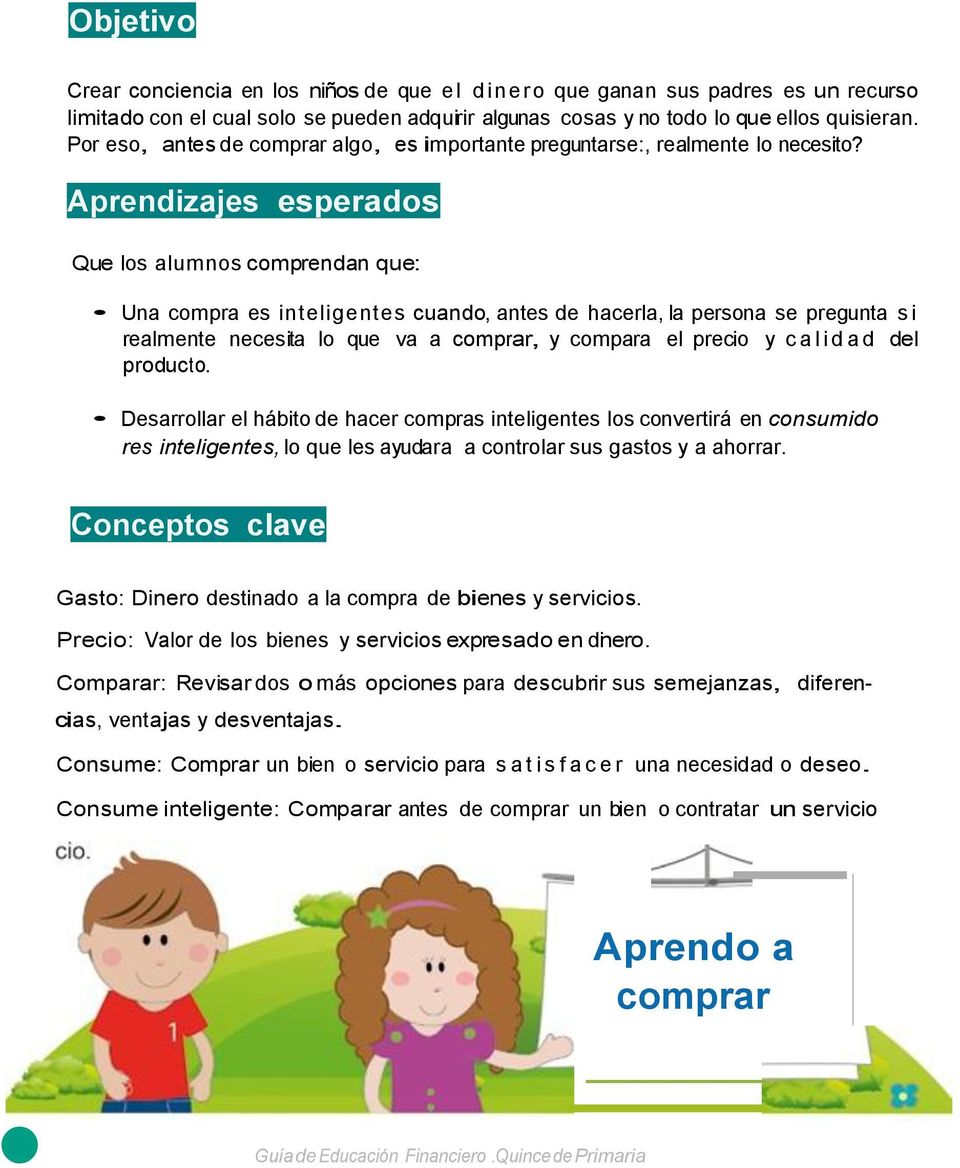 Objetivo
Crear conciencia en los niños de que el dinero que ganan sus padres es un recurso
limitado con el cual solo se pueden adquirir algunas cosas y no todo lo que ellos quisieran.
Por eso, antes de comprar algo, es importante preguntarse:, realmente lo necesito?
Aprendizajes esperados
Que los alumnos comprendan que:
• Una compra es inteligentes cuando, antes de hacerla, la persona se pregunta si
realmente necesita lo que va a comprar, y compara el precio y calidad del
producto.
• Desarrollar el hábito de hacer compras inteligentes los convertirá en consumido
res inteligentes, lo que les ayudara a controlar sus gastos y a ahorrar.
Conceptos clave
Gasto: Dinero destinado a la compra de bienes y servicios.
Precio: Valor de los bienes y servicios expresado en dinero.
Comparar: Revisar dos o más opciones para descubrir sus semejanzas, diferen-
cias, ventajas y desventajas.
Consume: Comprar un bien o servicio para satisfacer una necesidad o deseo.
Consume inteligente: Comparar antes de comprar un bien o contratar un servicio
cio.
Aprendo a
comprar
1
Guía de Educación Financiero .Quince de Primaria